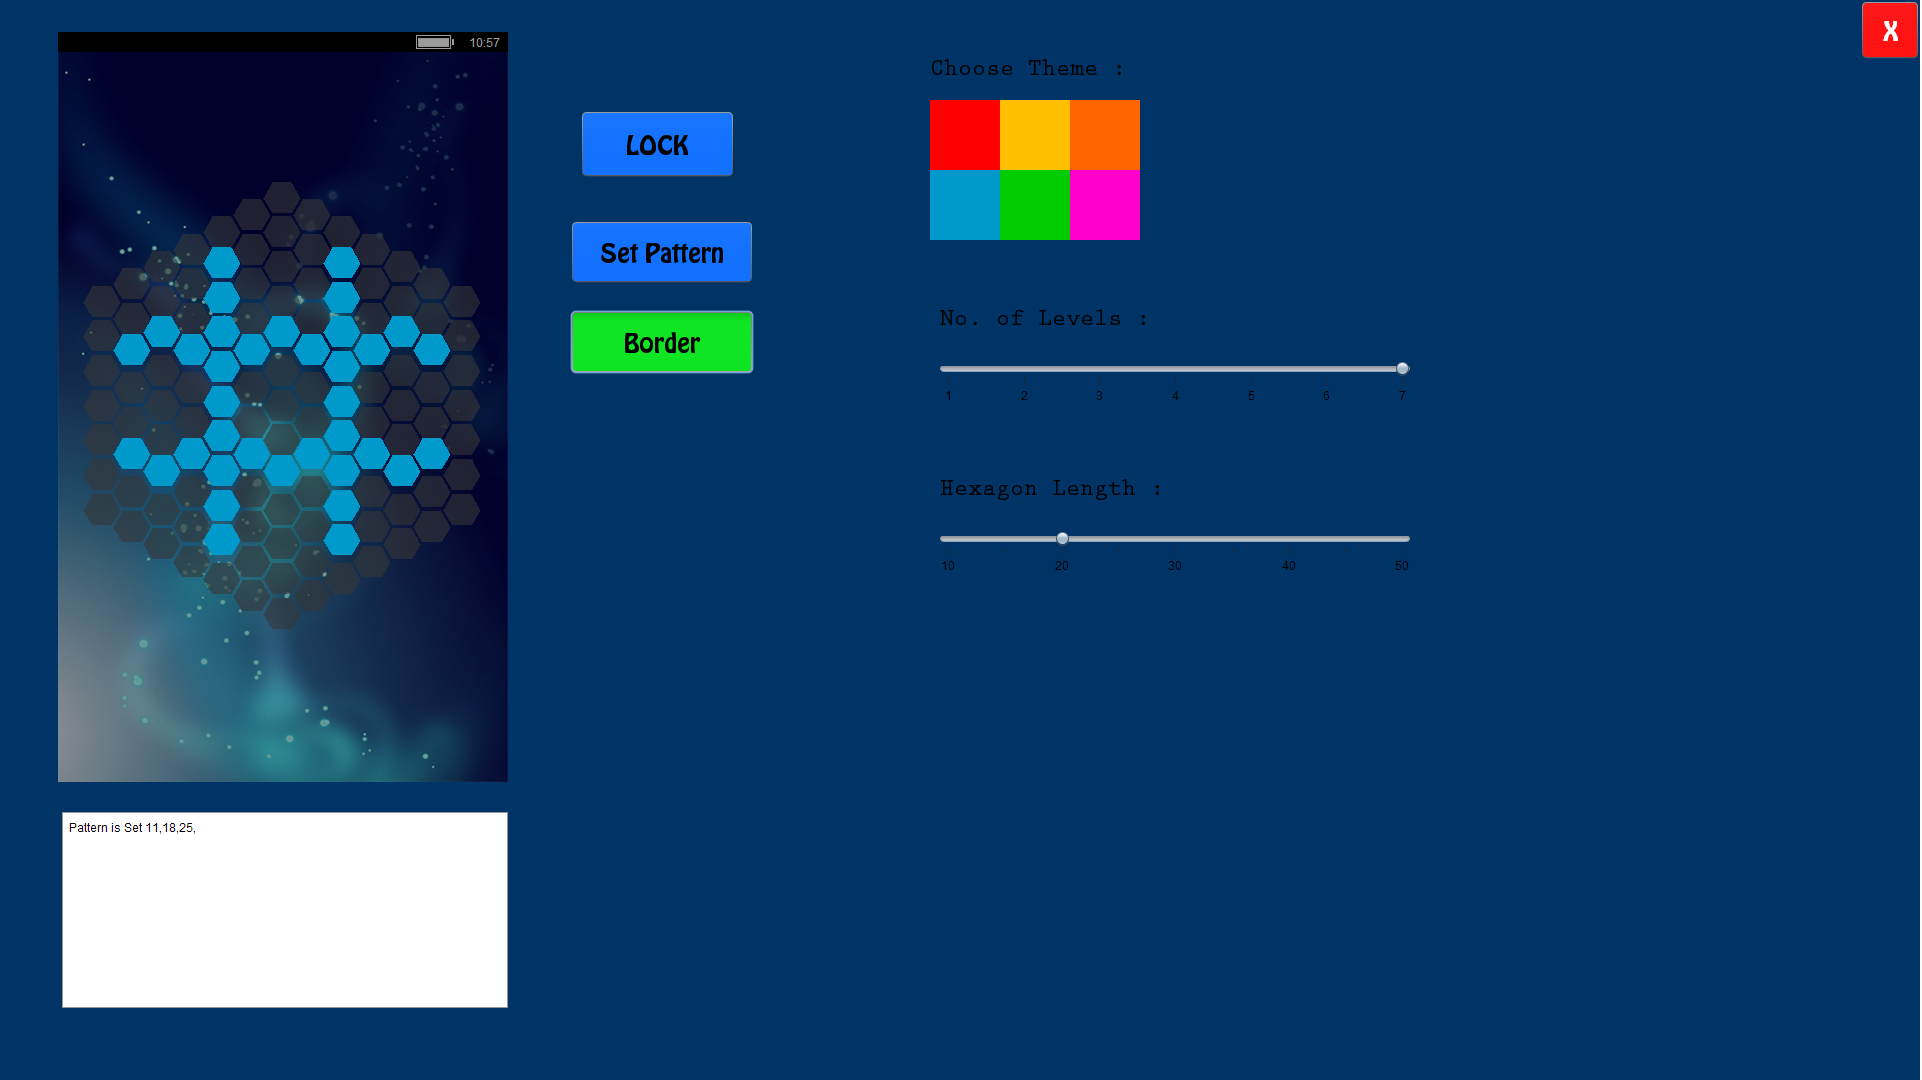 10:57
X
Choose Theme :
LOCK
Set Pattern
Border
No. of Levels :
1 2 3 4 5 6 7
Hexagon Length :
10 20 30 40 50
Pattern is Set 11,18,25,